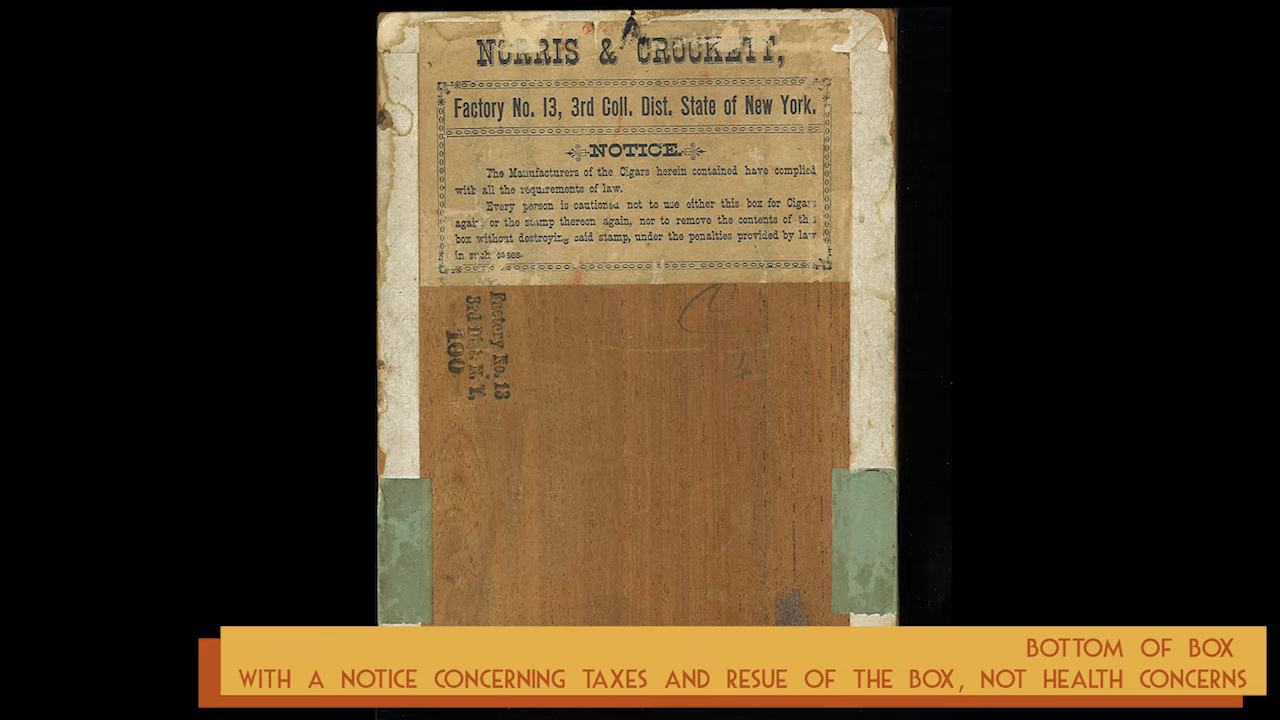 NORRIS & CROCKETT,
Factory No. 13, 3rd Coll. Dist. State of New York.
NOTICE.
The Manufacturers of the Cigars herein contained have complied
with all the requirements of law.
Every person is cautioned not to use either this box for Cigars
again or the stamp thereon again, nor to remove the contents of this
box without destroying said stamp, under the penalties provided by law
in such cases.
Factory No. 13
3rd Dist. N. Y.
100
BOTTOM OF BOX
WITH A NOTICE CONCERNING TAXES AND RESUE OF THE BOX, NOT HEALTH CONCERNS